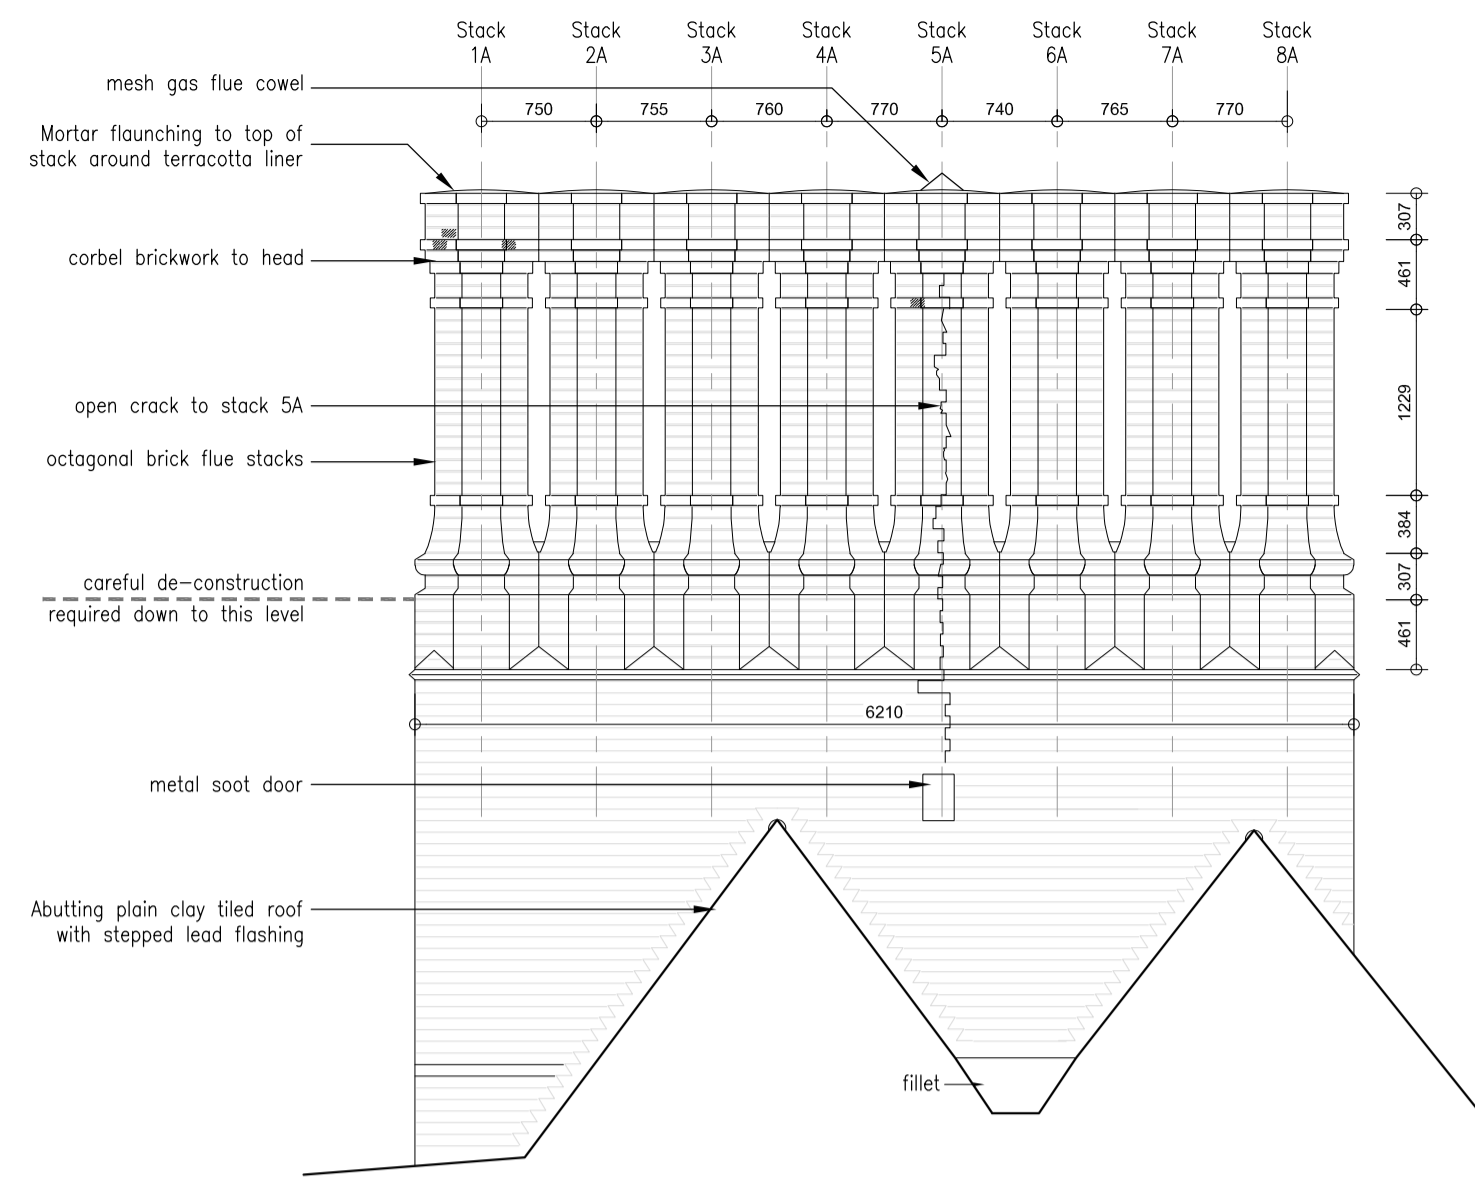 Stack
1A
Stack
2A
Stack
3A
Stack
4A
Stack
5A
Stack
6A
Stack
7A
Stack
8A
mesh gas flue cowel
750
755
760
770
740
765
770
Mortar flaunching to top of
stack around terracotta liner
307
corbel brickwork to head
461
open crack to stack 5A
1229
octagonal brick flue stacks
384
careful de-construction
required down to this level
307
461
6210
metal soot door
Abutting plain clay tiled roof
with stepped lead flashing
fillet